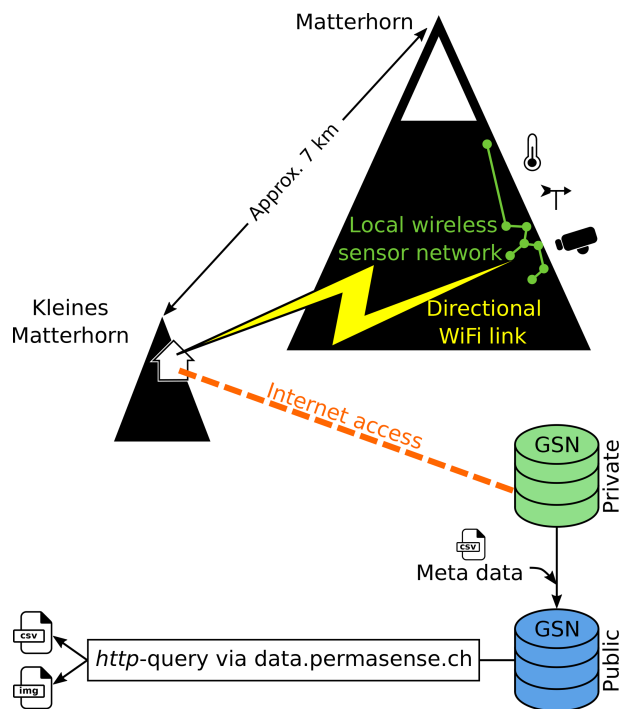 Matterhorn
Approx. 7 km
Local wireless
sensor network
Kleines
Matterhorn
Directional
WiFi link
Internet access
GSN
Private
csv
Meta data
GSN
Public
csv
http-query via data.permasense.ch
img